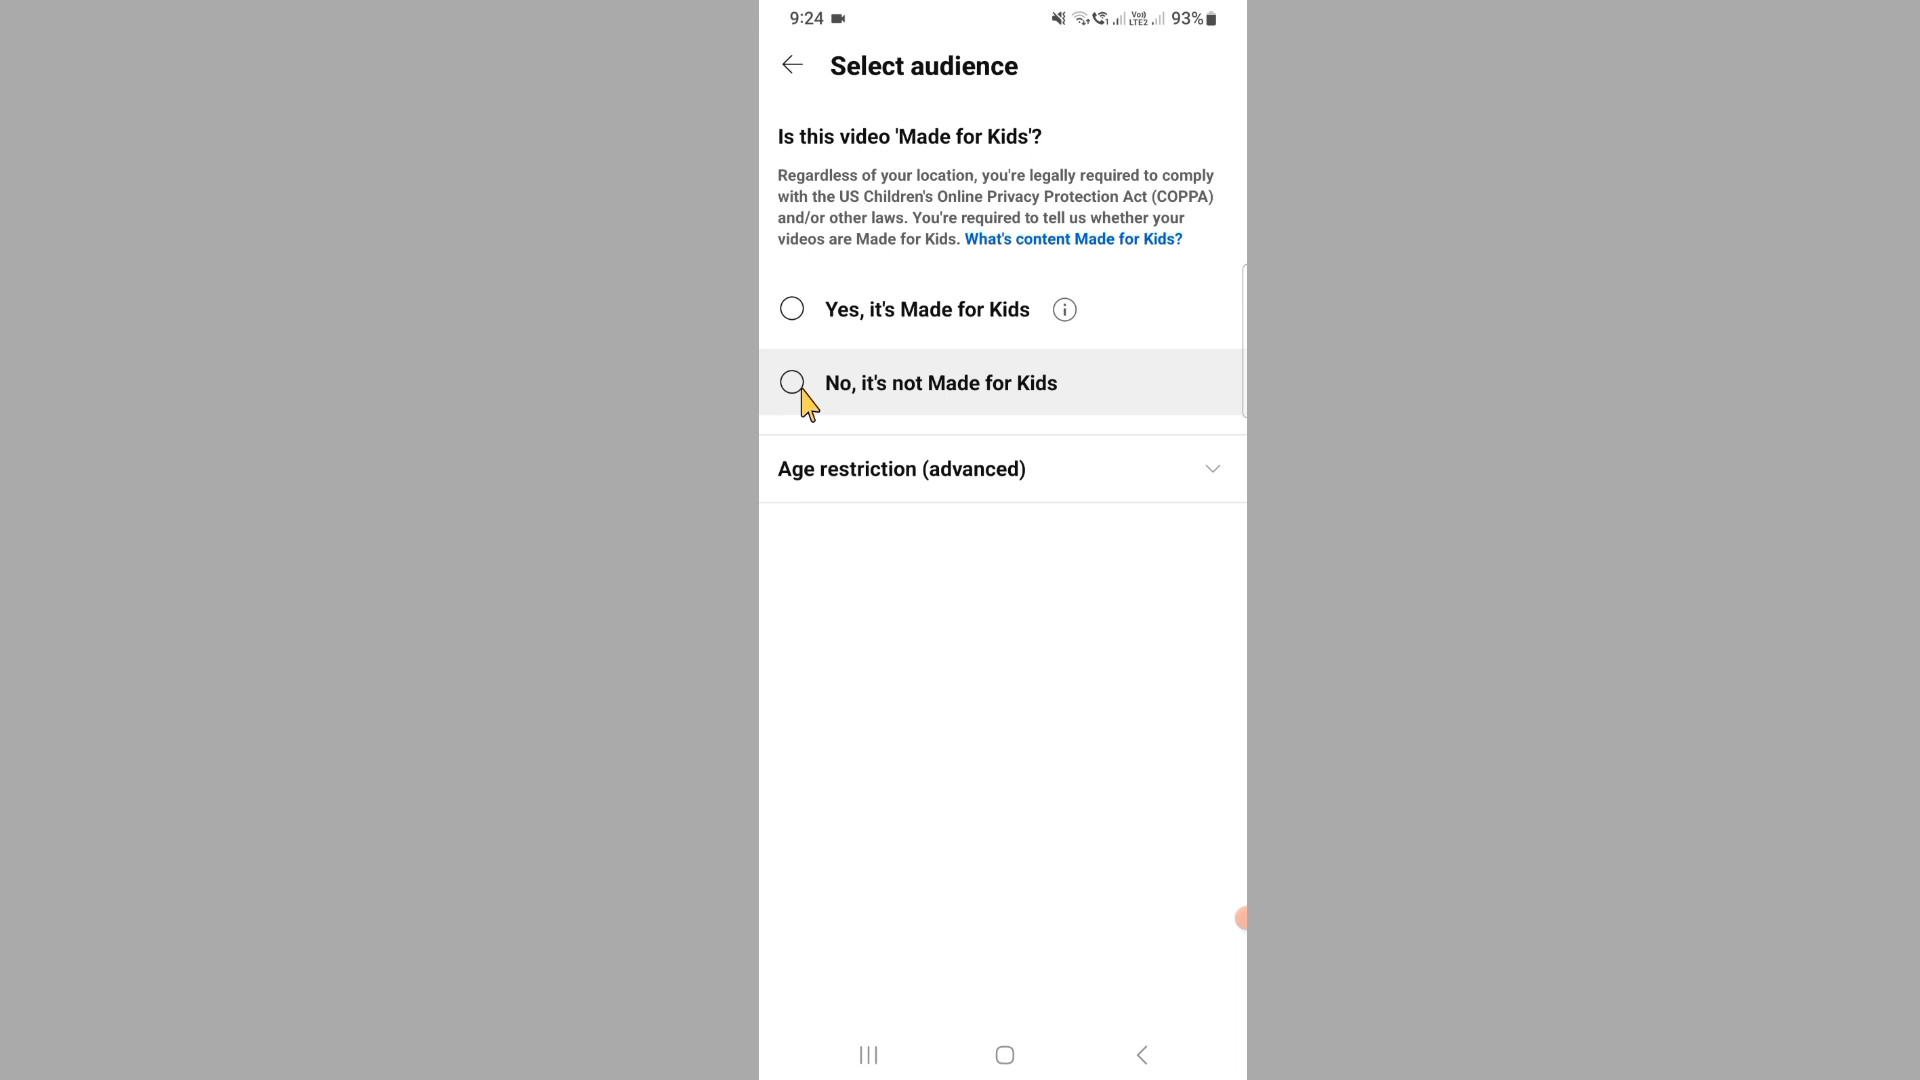 9:24
Vo))
LTE2
93%
Select audience
Is this video 'Made for Kids'?
Regardless of your location, you're legally required to comply
with the US Children's Online Privacy Protection Act (COPPA)
and/or other laws. You're required to tell us whether your
videos are Made for Kids. What's content Made for Kids?
Yes, it's Made for Kids
No, it's not Made for Kids
Age restriction (advanced)